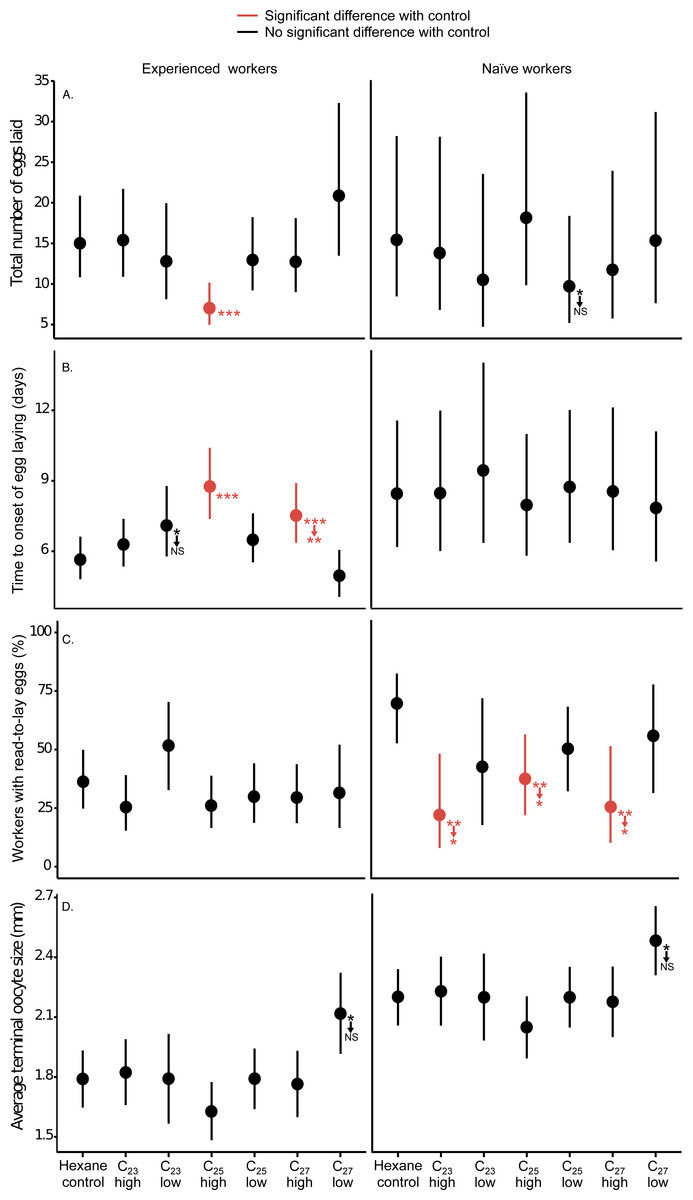 Significant difference with control
No significant difference with control
Experienced workers
Naïve workers
A.
Total number of eggs laid
35
30
25
20
15
10
5
***
*
NS
B.
Time to onset of egg laying (days)
12
9
6
*
NS
***
***
**
C.
Workers with read-to-lay eggs (%)
100
75
50
25
0
**
*
**
*
**
*
D.
Average terminal oocyte size (mm)
2.7
2.4
2.1
1.8
1.5
*
NS
*
NS
Hexane control
C23 high
C23 low
C25 high
C25 low
C27 high
C27 low
Hexane control
C23 high
C23 low
C25 high
C25 low
C27 high
C27 low